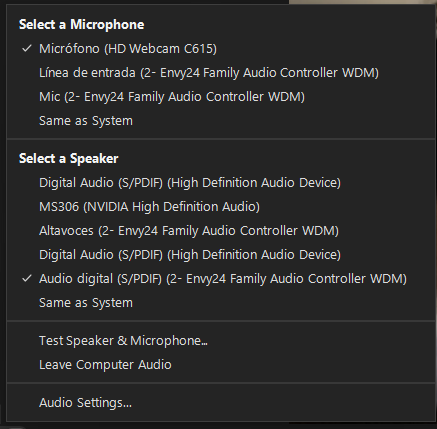 Select a Microphone
Micrófono (HD Webcam C615)
Línea de entrada (2- Envy24 Family Audio Controller WDM)
Mic (2- Envy24 Family Audio Controller WDM)
Same as System
Select a Speaker
Digital Audio (S/PDIF) (High Definition Audio Device)
MS306 (NVIDIA High Definition Audio)
Altavoces (2- Envy24 Family Audio Controller WDM)
Digital Audio (S/PDIF) (High Definition Audio Device)
Audio digital (S/PDIF) (2- Envy24 Family Audio Controller WDM)
Same as System
Test Speaker & Microphone...
Leave Computer Audio
Audio Settings...